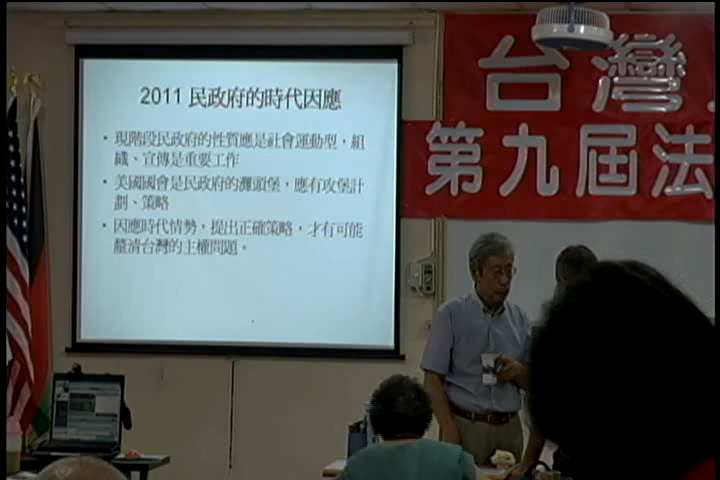 2011 民政府的時代因應
• 現階段民政府的性質應是社會運動型，組
織、宣傳是重要工作
• 美國國會是民政府的灘頭堡，應有攻堡計
劃、策略
• 因應時代情勢，提出正確策略，才有可能
釐清台灣的主權問題。
台灣
第九屆法